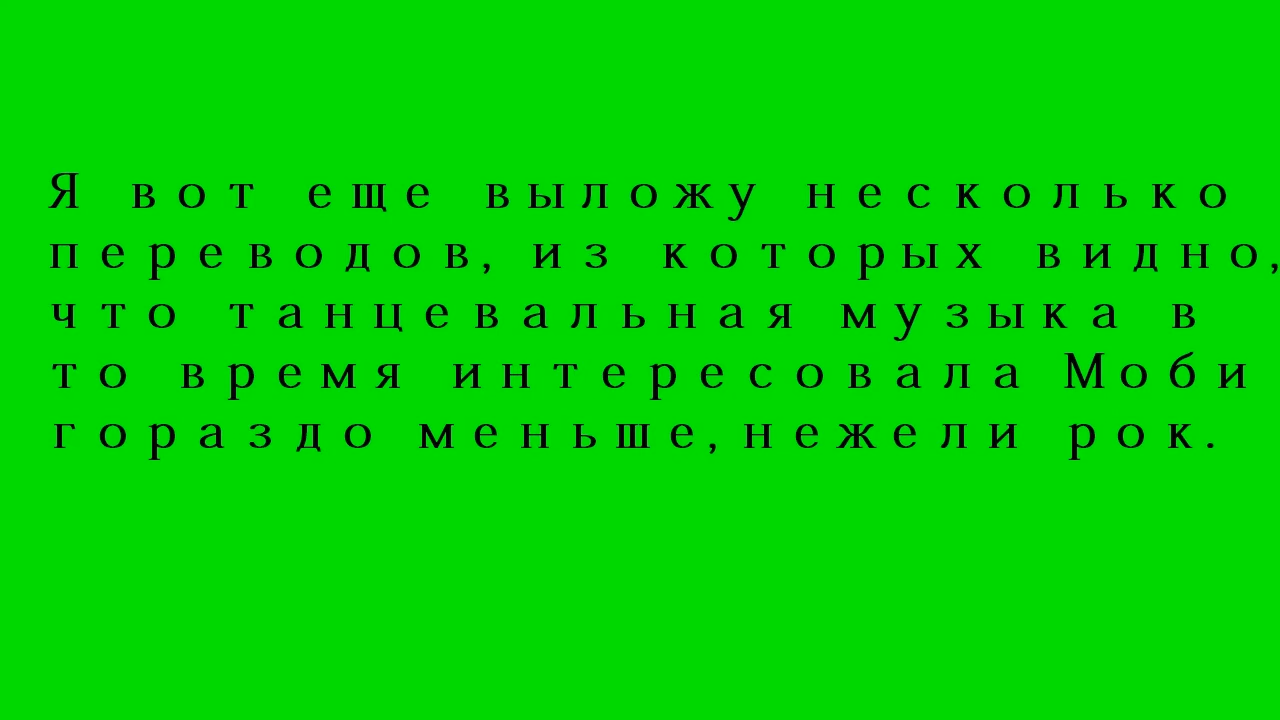 Я вот еще выложу несколько
переводов, из которых видно,
что танцевальная музыка в
то время интересовала Моби
гораздо меньше,нежели рок.